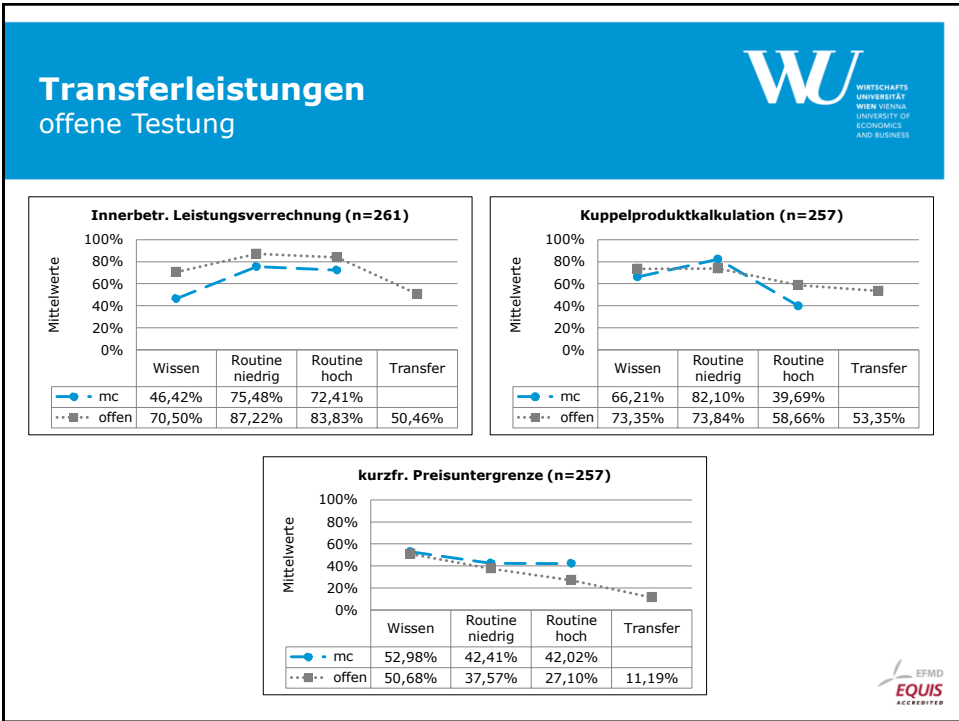 Transferleistungen
offene Testung
WU
WIRTSCHAFTS
UNIVERSITÄT
WIEN VIENNA
UNIVERSITY OF
ECONOMICS
AND BUSINESS
Innerbetr. Leistungsverrechnung (n=261)
Mittelwerte
100%
80%
60%
40%
20%
0%
Wissen Routine niedrig Routine hoch Transfer
mc 46,42% 75,48% 72,41%
offen 70,50% 87,22% 83,83% 50,46%
Kuppelproduktkalkulation (n=257)
Mittelwerte
100%
80%
60%
40%
20%
0%
Wissen Routine niedrig Routine hoch Transfer
mc 66,21% 82,10% 39,69%
offen 73,35% 73,84% 58,66% 53,35%
kurzfr. Preisuntergrenze (n=257)
Mittelwerte
100%
80%
60%
40%
20%
0%
Wissen Routine niedrig Routine hoch Transfer
mc 52,98% 42,41% 42,02%
offen 50,68% 37,57% 27,10% 11,19%
EFMD
EQUIS
ACCREDITED